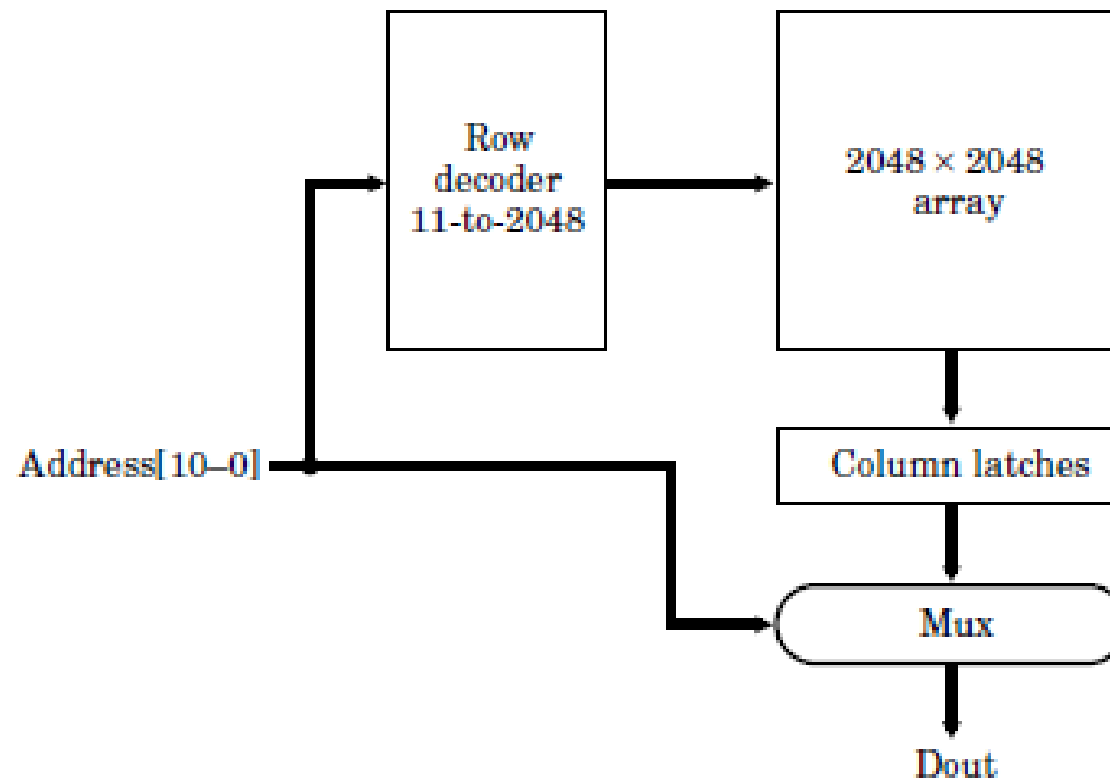 Row
decoder
11-to-2048
2048 × 2048
array
Address[10–0]
Column latches
Mux
Dout